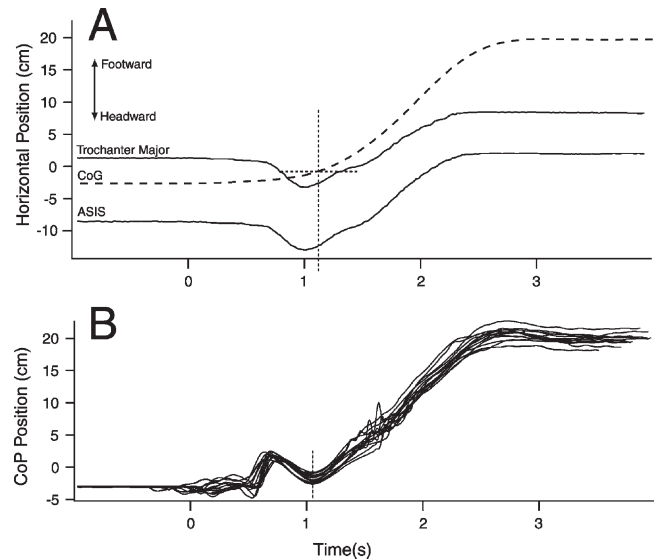 A
Horizontal Position (cm)
20
15
10
5
0
-5
-10
Footward
Headward
Trochanter Major
CoG
ASIS
0
1
2
3
B
CoP Position (cm)
20
15
10
5
0
-5
0
1
2
3
Time(s)